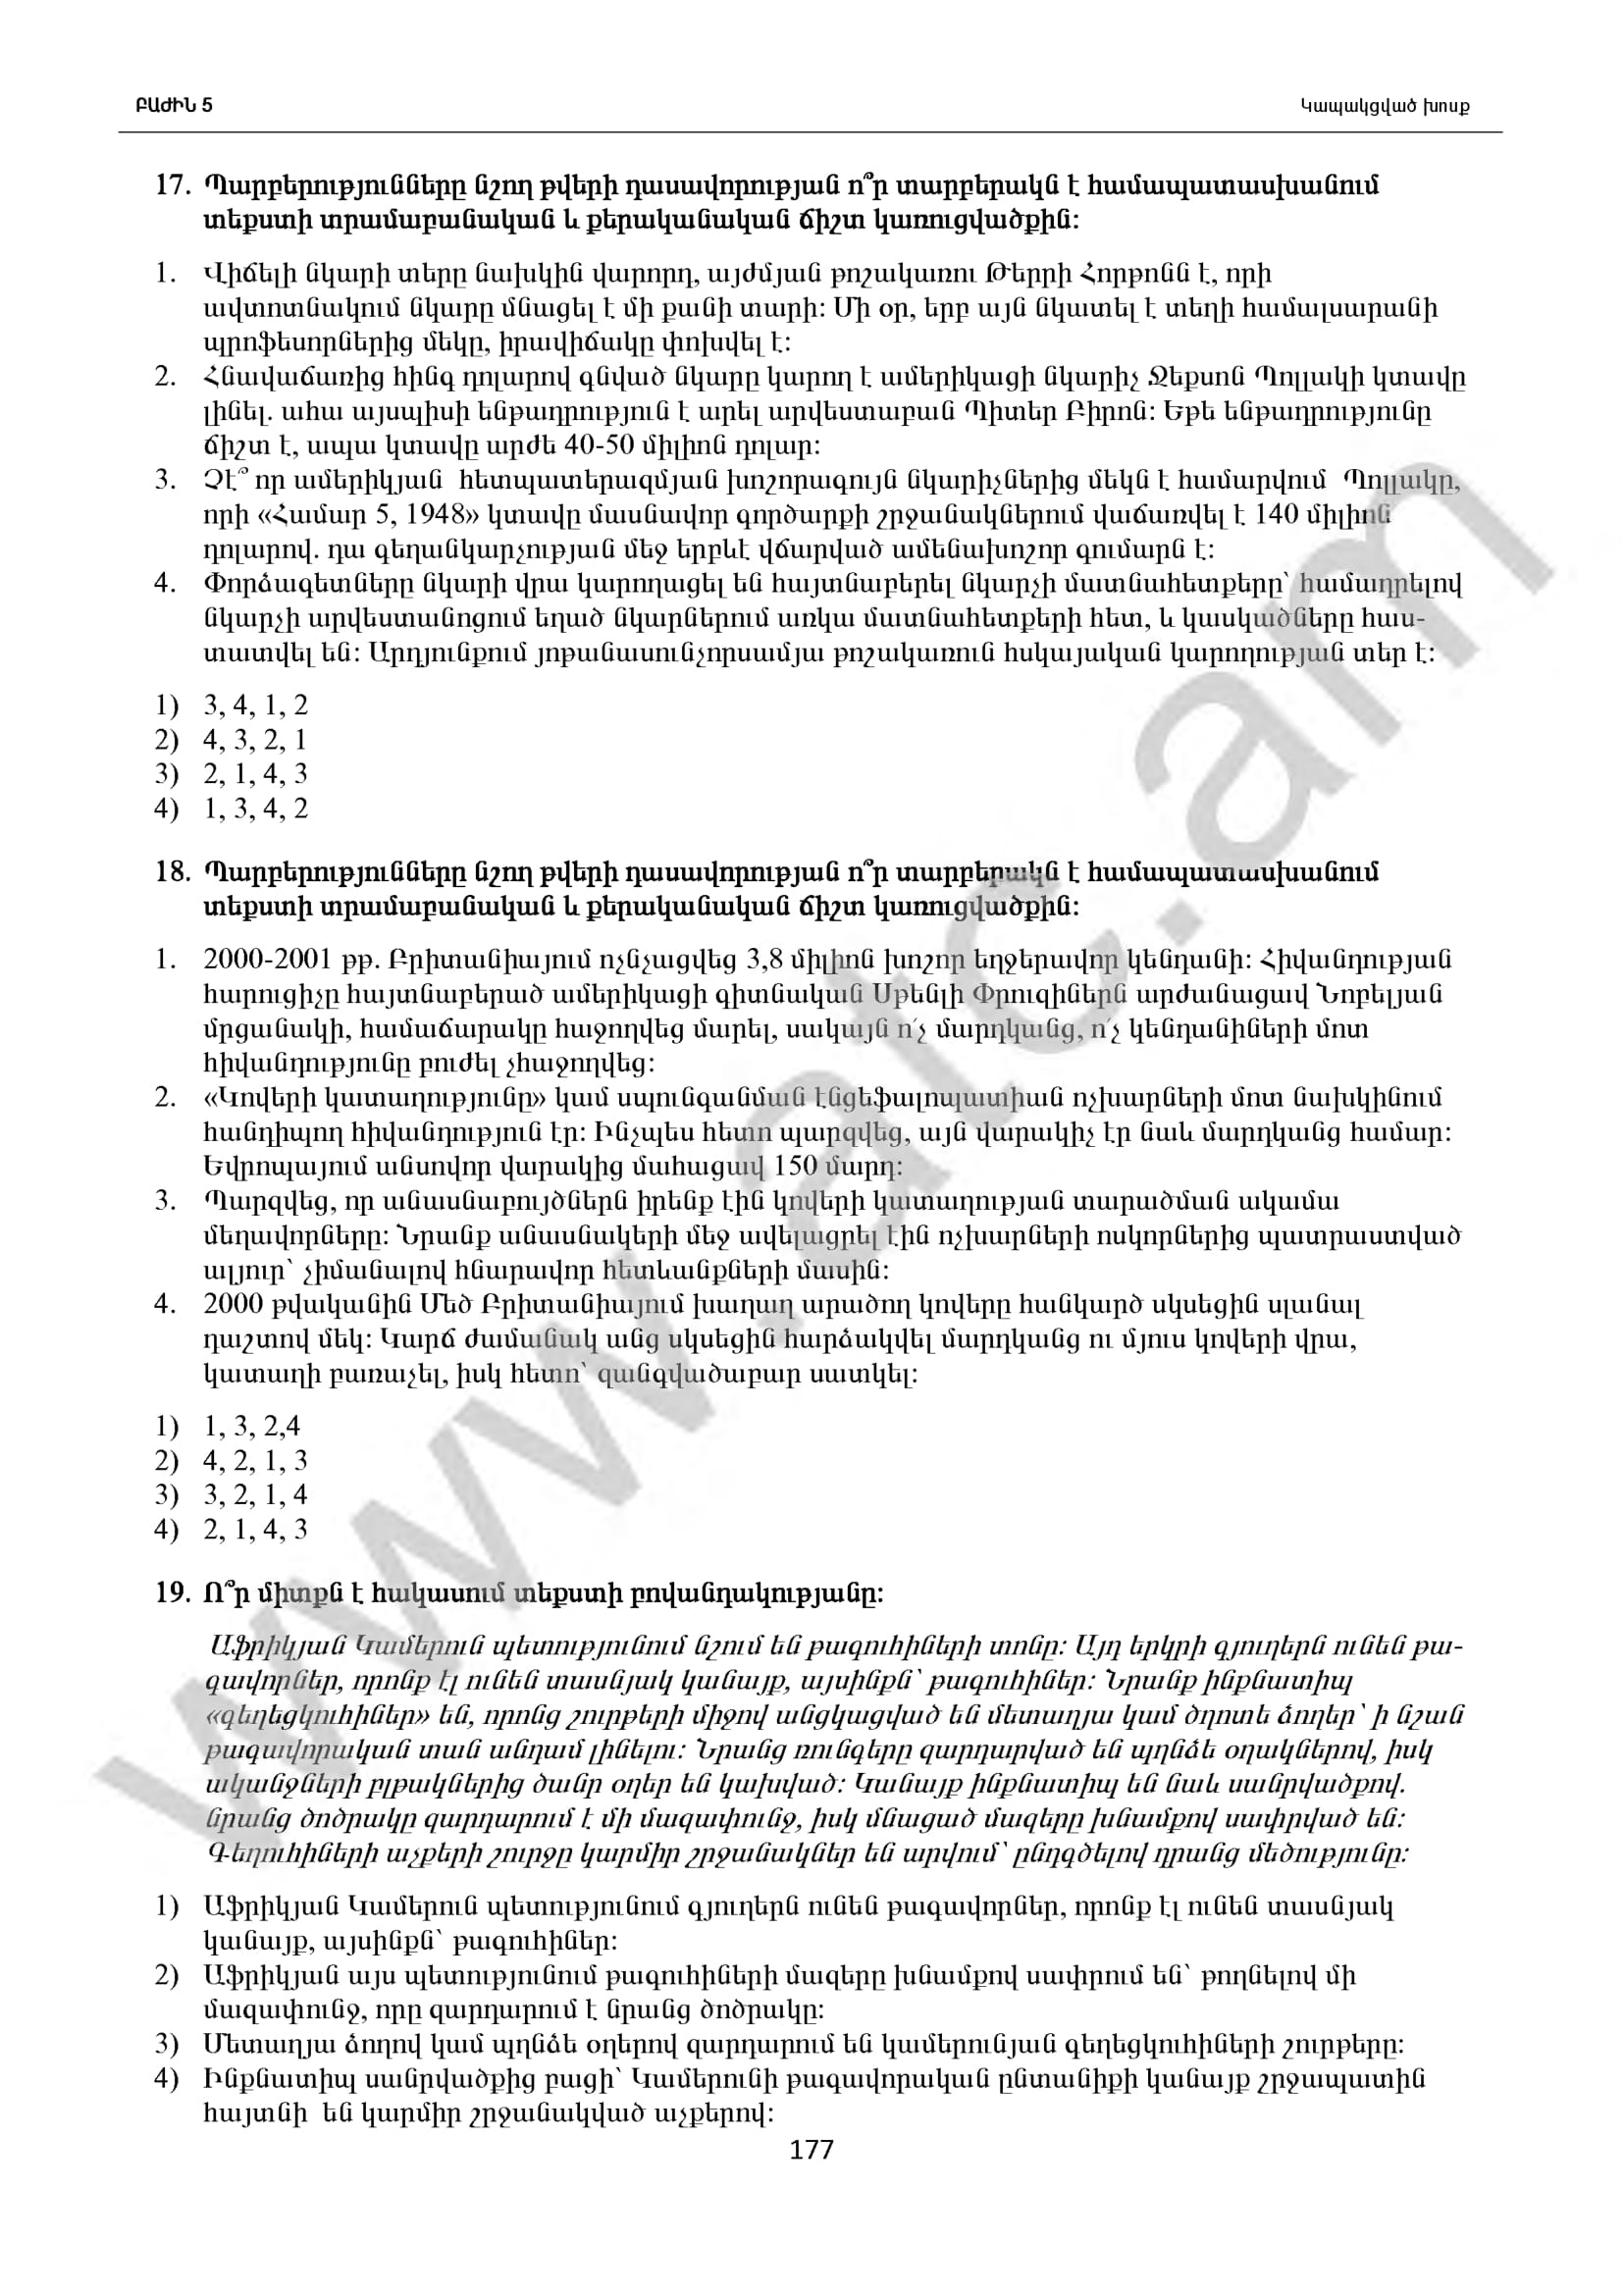 ԲԱԺԻՆ 5
Կապակցված խոսք
17. Պարբերությունները նշող թվերի դասավորության ո՞ր տարբերակն է համապատասխանում
տեքստի տրամաբանական և քերականական ճիշտ կառուցվածքին:
1. Վիճելի նկարի տերը նախկին վարորդ, այժմյան թոշակառու Թերրի Հորթոնն է, որի
ավտոտնակում նկարը մնացել է մի քանի տարի: Մի օր, երբ այն նկատել է տեղի համալսարանի
պրոֆեսորներից մեկը, իրավիճակը փոխվել է:
2. Հնավաճառից հինգ դոլարով գնված նկարը կարող է ամերիկացի նկարիչ Ջեքսոն Պոլլակի կտավը
լինել. ահա այսպիսի ենթադրություն է արել արվեստաբան Պիտեր Բիրոն: Եթե ենթադրությունը
ճիշտ է, ապա կտավը արժե 40-50 միլիոն դոլար:
3. Չէ՞ որ ամերիկյան հետպատերազմյան խոշորագույն նկարիչներից մեկն է համարվում Պոլլակը,
որի «Համար 5, 1948» կտավը մասնավոր գործարքի շրջանակներում վաճառվել է 140 միլիոն
դոլարով. դա գեղանկարչության մեջ երբևէ վճարված ամենախոշոր գումարն է:
4. Փորձագետները նկարի վրա կարողացել են հայտնաբերել նկարչի մատնահետքերը՝ համադրելով
նկարչի արվեստանոցում եղած նկարներում առկա մատնահետքերի հետ, և կասկածները հաս-
տատվել են: Արդյունքում յոթանասունչորսամյա թոշակառուն հսկայական կարողության տեր է:
1) 3, 4, 1, 2
2) 4, 3, 2, 1
3) 2, 1, 4, 3
4) 1, 3, 4, 2
18. Պարբերությունները նշող թվերի դասավորության ո՞ր տարբերակն է համապատասխանում
տեքստի տրամաբանական և քերականական ճիշտ կառուցվածքին:
1. 2000-2001 թթ. Բրիտանիայում ոչնչացվեց 3,8 միլիոն խոշոր եղջերավոր կենդանի: Հիվանդության
հարուցիչը հայտնաբերած ամերիկացի գիտնական Սթենլի Փրուզիներն արժանացավ Նոբելյան
մրցանակի, համաճարակը հաջողվեց մարել, սակայն ո՛չ մարդկանց, ո՛չ կենդանիների մոտ
հիվանդությունը բուժել չհաջողվեց:
2. «Կովերի կատաղությունը» կամ սպունգանման էնցեֆալոպատիան ոչխարների մոտ նախկինում
հանդիպող հիվանդություն էր: Ինչպես հետո պարզվեց, այն վարակիչ էր նաև մարդկանց համար:
Եվրոպայում անսովոր վարակից մահացավ 150 մարդ:
3. Պարզվեց, որ անասնաբույծներն իրենք էին կովերի կատաղության տարածման ակամա
մեղավորները: Նրանք անասնակերի մեջ ավելացրել էին ոչխարների ոսկորներից պատրաստված
ալյուր՝ չիմանալով հնարավոր հետևանքների մասին:
4. 2000 թվականին Մեծ Բրիտանիայում խաղաղ արածող կովերը հանկարծ սկսեցին սլանալ
դաշտով մեկ: Կարճ ժամանակ անց սկսեցին հարձակվել մարդկանց ու մյուս կովերի վրա,
կատաղի բառաչել, իսկ հետո՝ զանգվածաբար սատկել:
1) 1, 3, 2,4
2) 4, 2, 1, 3
3) 3, 2, 1, 4
4) 2, 1, 4, 3
19. Ո՞ր միտքն է հակասում տեքստի բովանդակությանը:
Աֆրիկյան Կամերուն պետությունում նշում են թագուհիների տոնը: Այդ երկրի գյուղերն ունեն թա-
գավորներ, որոնք էլ ունեն տասնյակ կանայք, այսինքն՝ թագուհիներ: Նրանք ինքնատիպ
«գեղեցկուհիներ» են, որոնց շուրթերի միջով անցկացված են մետաղյա կամ ծղոտե ձողեր՝ ի նշան
թագավորական տան անդամ լինելու: Նրանց ռունգերը զարդարված են պղնձե օղակներով, իսկ
ականջների բլթակներից ծանր օղեր են կախված: Կանայք ինքնատիպ են նաև սանրվածքով.
նրանց ծոծրակը զարդարում է մի մազափունջ, իսկ մնացած մազերը խնամքով սափրված են:
Գեղուհիների աչքերի շուրջը կարմիր շրջանակներ են արվում՝ ընդգծելով դրանց մեծությունը:
1) Աֆրիկյան Կամերուն պետությունում գյուղերն ունեն թագավորներ, որոնք էլ ունեն տասնյակ
կանայք, այսինքն՝ թագուհիներ:
2) Աֆրիկյան այս պետությունում թագուհիների մազերը խնամքով սափրում են՝ թողնելով մի
մազափունջ, որը զարդարում է նրանց ծոծրակը:
3) Մետաղյա ձողով կամ պղնձե օղերով զարդարում են կամերունյան գեղեցկուհիների շուրթերը:
4) Ինքնատիպ սանրվածքից բացի՝ Կամերունի թագավորական ընտանիքի կանայք շրջապատին
հայտնի են կարմիր շրջանակված աչքերով:
177
www.atc.am